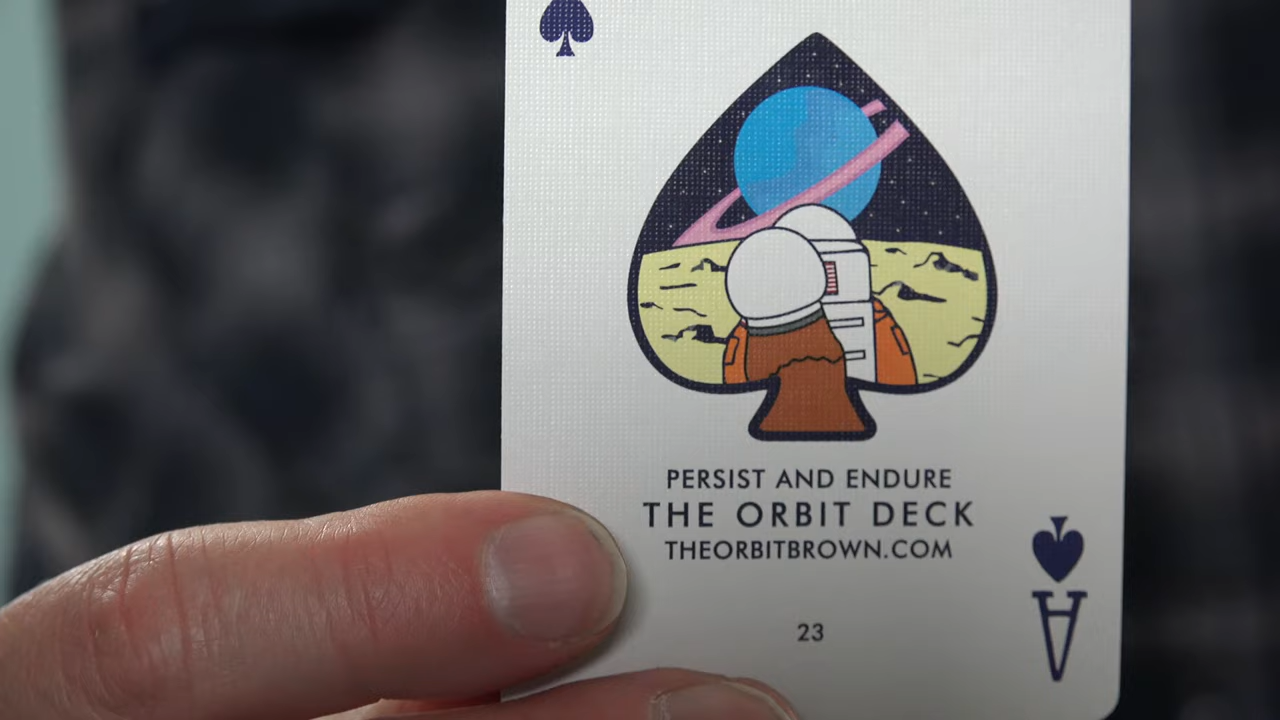 PERSIST AND ENDURE
THE ORBIT DECK
THEORBITBROWN.COM
23
A